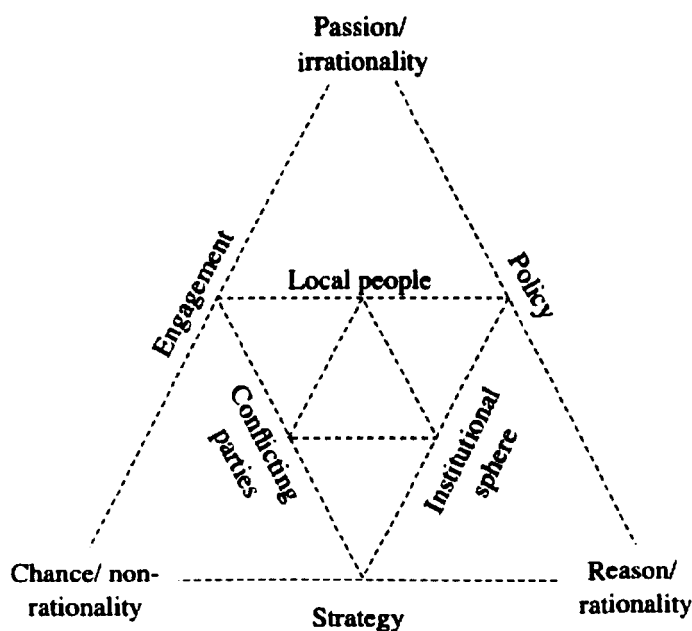 Passion/
irrationality
Engagement
Policy
Local people
Conflicting
parties
Institutional
sphere
Chance/ non-
rationality
Reason/
rationality
Strategy